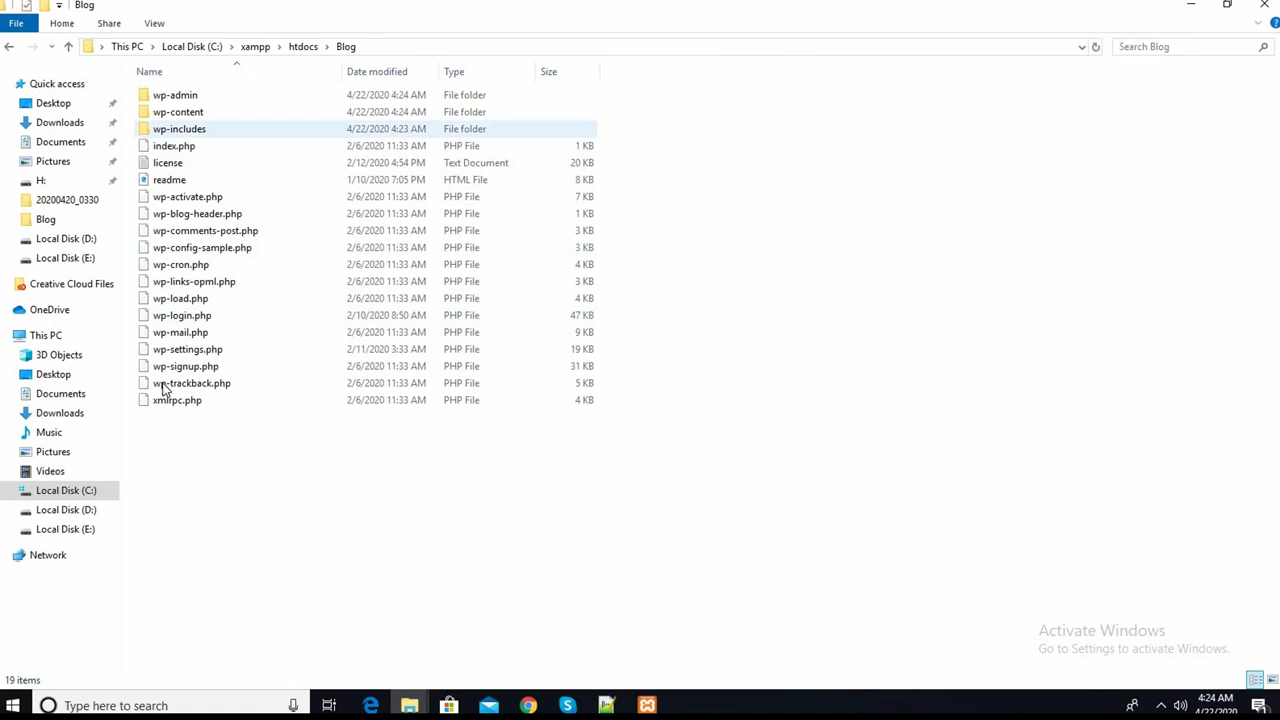 Blog
File Home Share View
This PC Local Disk (C:) xampp htdocs Blog Search Blog
Name Date modified Type Size
Quick access
Desktop
Downloads
Documents
Pictures
H:
20200420_0330
Blog
Local Disk (D:)
Local Disk (E:)
Creative Cloud Files
OneDrive
This PC
3D Objects
Desktop
Documents
Downloads
Music
Pictures
Videos
Local Disk (C:)
Local Disk (D:)
Local Disk (E:)
Network
wp-admin 4/22/2020 4:24 AM File folder
wp-content 4/22/2020 4:24 AM File folder
wp-includes 4/22/2020 4:23 AM File folder
index.php 2/6/2020 11:33 AM PHP File 1 KB
license 2/12/2020 4:54 PM Text Document 20 KB
readme 1/10/2020 7:05 PM HTML File 8 KB
wp-activate.php 2/6/2020 11:33 AM PHP File 7 KB
wp-blog-header.php 2/6/2020 11:33 AM PHP File 1 KB
wp-comments-post.php 2/6/2020 11:33 AM PHP File 3 KB
wp-config-sample.php 2/6/2020 11:33 AM PHP File 3 KB
wp-cron.php 2/6/2020 11:33 AM PHP File 4 KB
wp-links-opml.php 2/6/2020 11:33 AM PHP File 3 KB
wp-load.php 2/6/2020 11:33 AM PHP File 4 KB
wp-login.php 2/10/2020 8:50 AM PHP File 47 KB
wp-mail.php 2/6/2020 11:33 AM PHP File 9 KB
wp-settings.php 2/11/2020 3:33 AM PHP File 19 KB
wp-signup.php 2/6/2020 11:33 AM PHP File 31 KB
wp-trackback.php 2/6/2020 11:33 AM PHP File 5 KB
xmlrpc.php 2/6/2020 11:33 AM PHP File 4 KB
Activate Windows
Go to Settings to activate Windows.
19 items
Type here to search
4:24 AM
4/22/2020